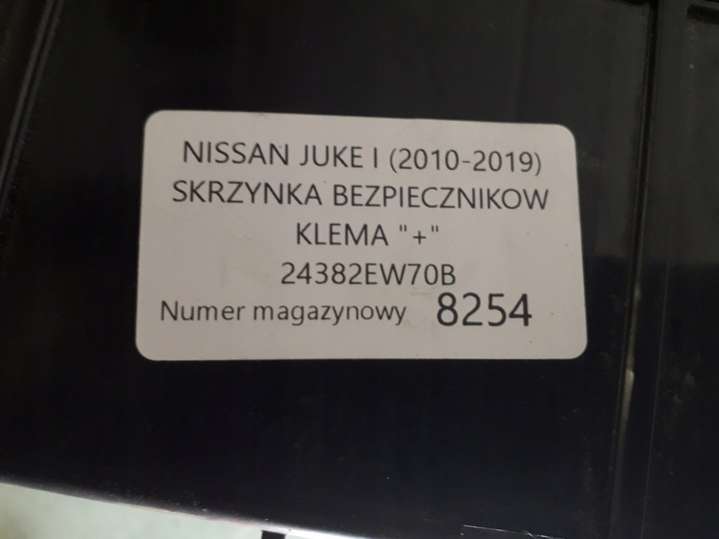 NISSAN JUKE I (2010-2019)
SKRZYNKA BEZPIECZNIKOW
KLEMA "+"
24382EW70B
Numer magazynowy 8254